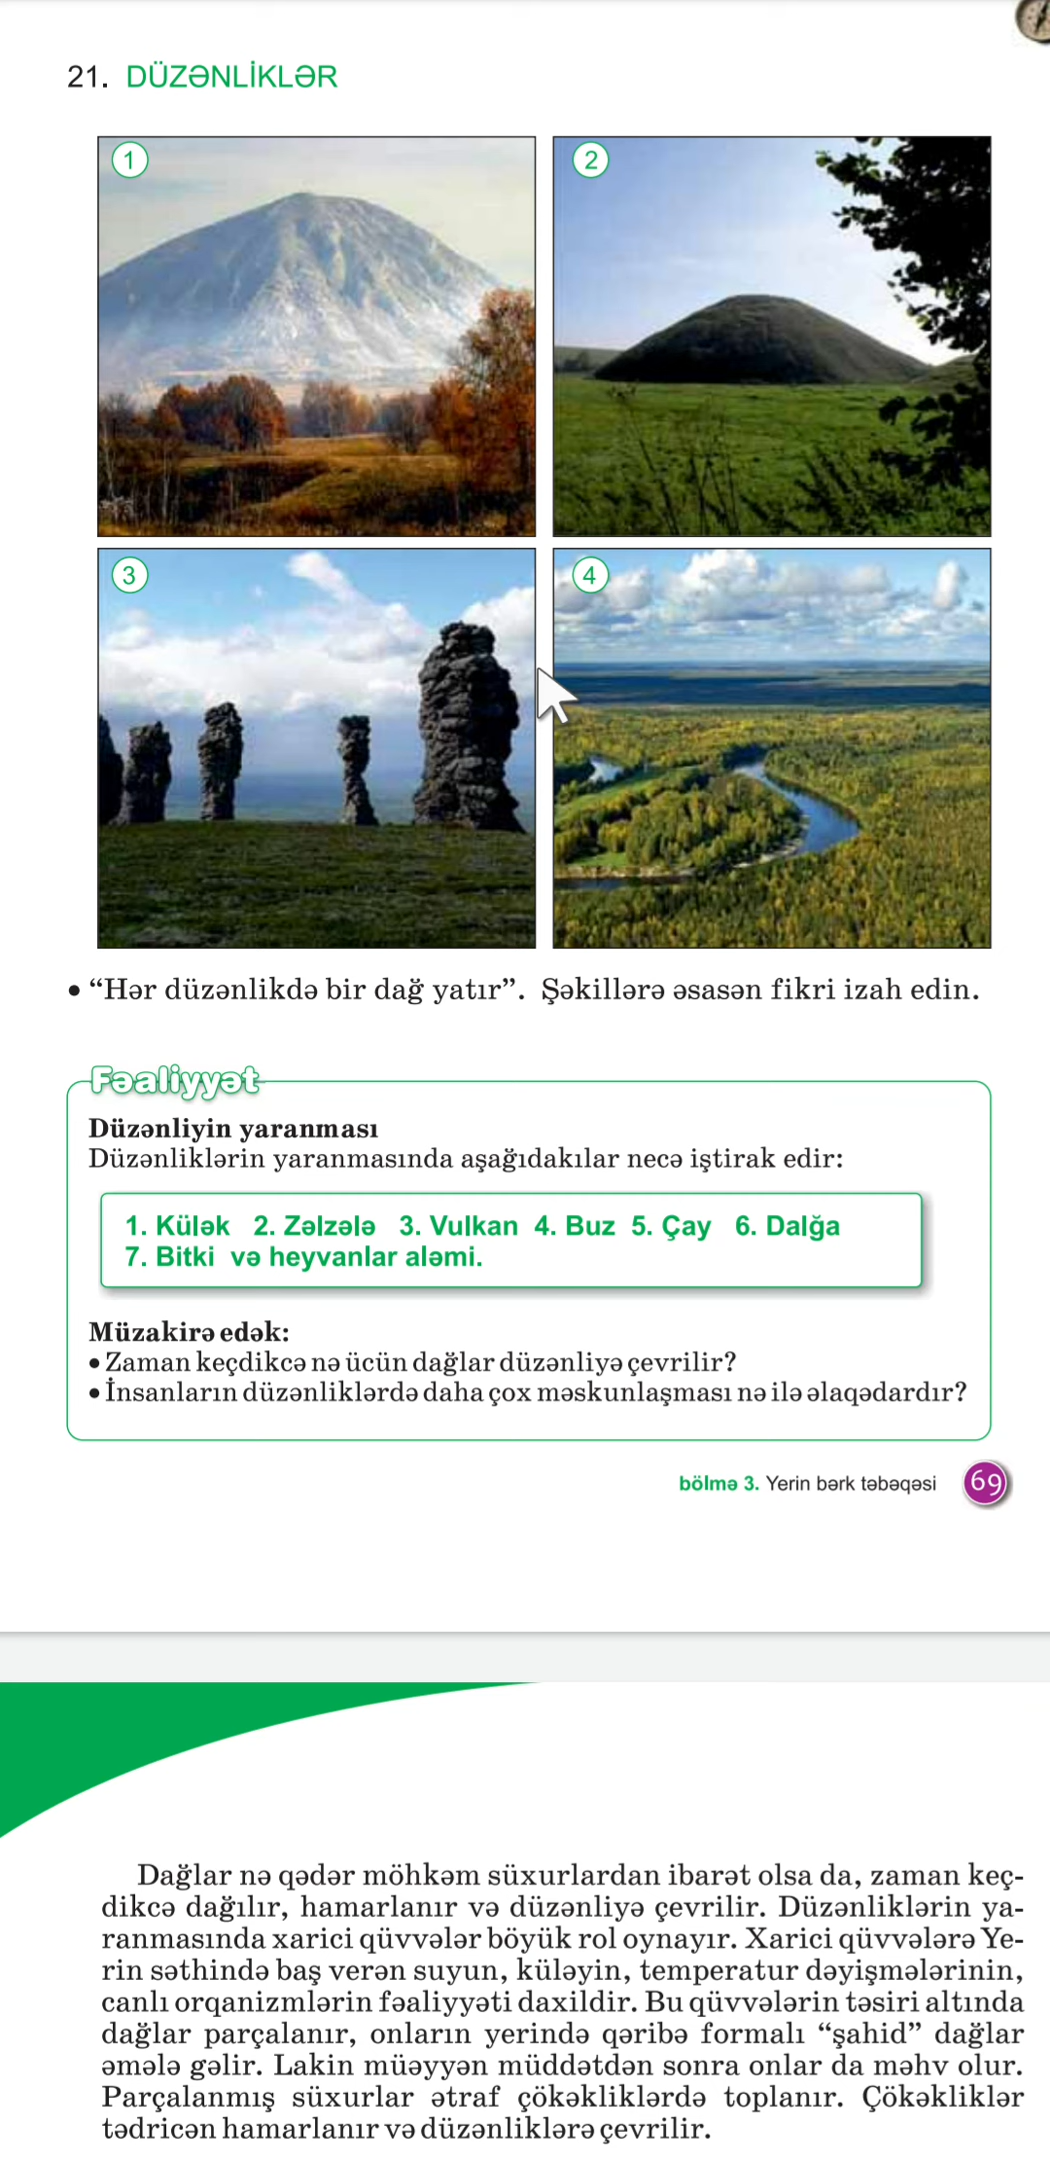 21. DÜZƏNLİKLƏR
1
2
3
4
• “Hər düzənlikdə bir dağ yatır”. Şəkillərə əsasən fikri izah edin.
Fəaliyyət
Düzənliyin yaranması
Düzənliklərin yaranmasında aşağıdakılar necə iştirak edir:
1. Külək 2. Zəlzələ 3. Vulkan 4. Buz 5. Çay 6. Dalğa
7. Bitki və heyvanlar aləmi.
Müzakirə edək:
• Zaman keçdikcə nə ücün dağlar düzənliyə çevrilir?
• İnsanların düzənliklərdə daha çox məskunlaşması nə ilə əlaqədardır?
bölmə 3. Yerin bərk təbəqəsi 69
Dağlar nə qədər möhkəm süxurlardan ibarət olsa da, zaman keç-
dikcə dağılır, hamarlanır və düzənliyə çevrilir. Düzənliklərin ya-
ranmasında xarici qüvvələr böyük rol oynayır. Xarici qüvvələrə Ye-
rin səthində baş verən suyun, küləyin, temperatur dəyişmələrinin,
canlı orqanizmlərin fəaliyyəti daxildir. Bu qüvvələrin təsiri altında
dağlar parçalanır, onların yerində qəribə formalı “şahid” dağlar
əmələ gəlir. Lakin müəyyən müddətdən sonra onlar da məhv olur.
Parçalanmış süxurlar ətraf çökəkliklərdə toplanır. Çökəkliklər
tədricən hamarlanır və düzənliklərə çevrilir.